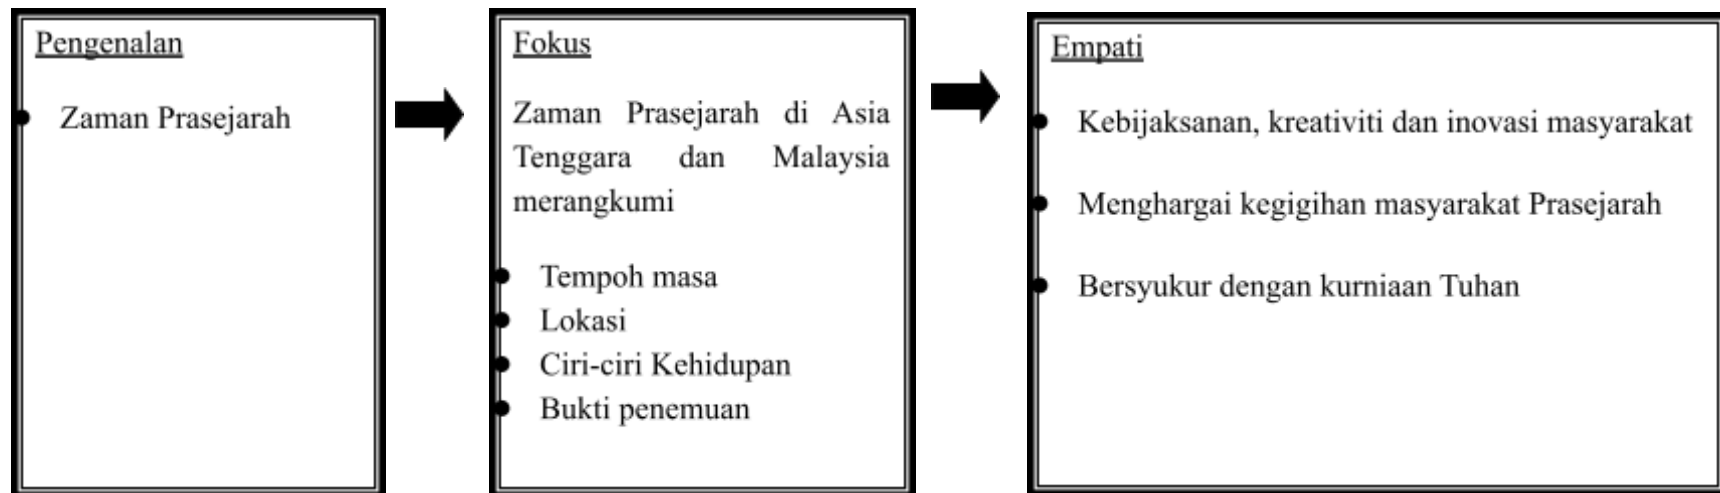 Pengenalan
Zaman Prasejarah
Fokus
Zaman Prasejarah di Asia
Tenggara dan Malaysia
merangkumi
Tempoh masa
Lokasi
Ciri-ciri Kehidupan
Bukti penemuan
Empati
Kebijaksanan, kreativiti dan inovasi masyarakat
Menghargai kegigihan masyarakat Prasejarah
Bersyukur dengan kurniaan Tuhan